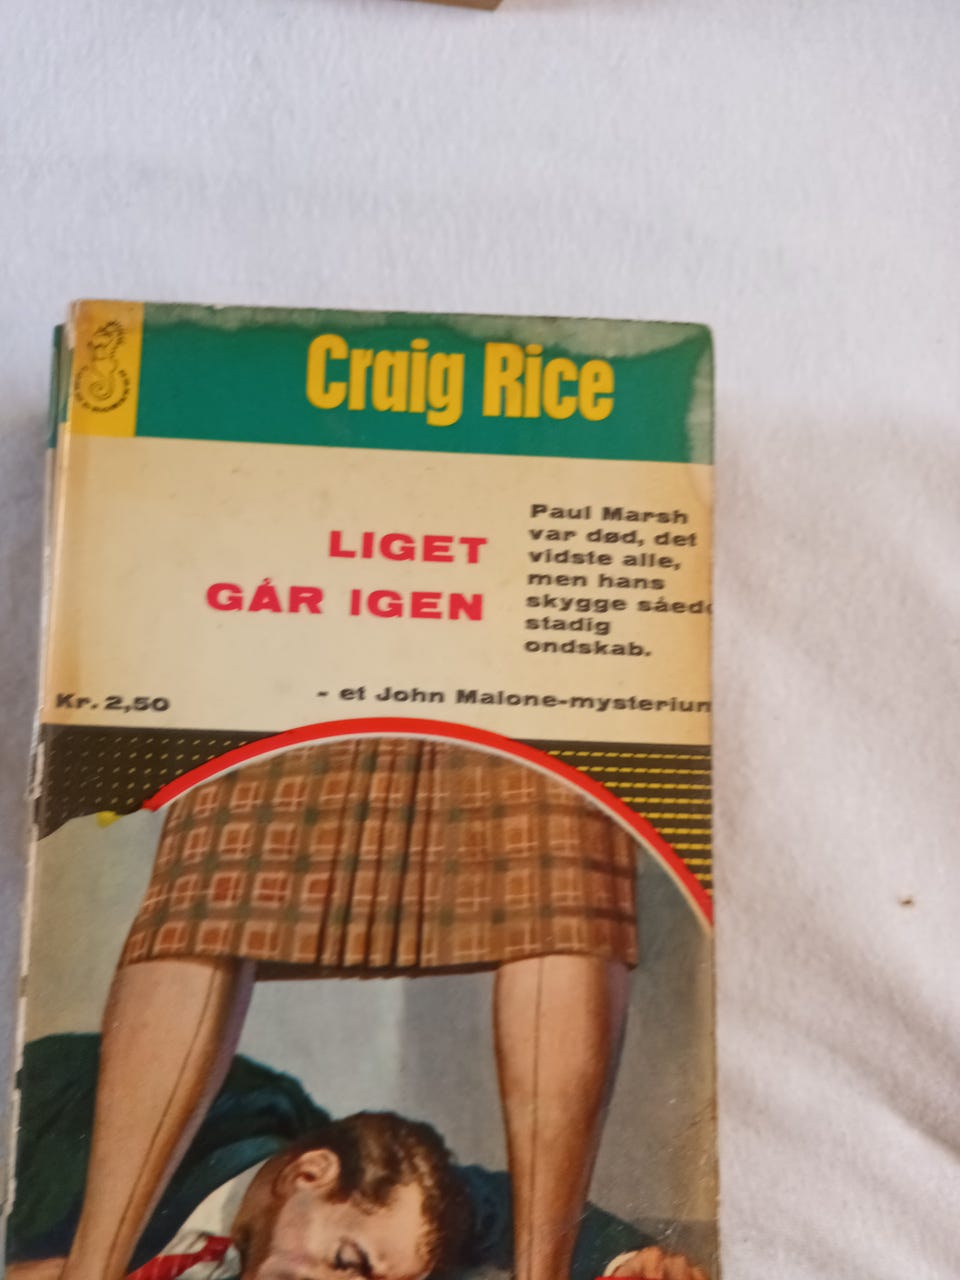 Craig Rice
LIGET
GÅR IGEN
Paul Marsh
var død, det
vidste alle,
men hans
skygge såede
stadig
ondskab.
- et John Malone-mysterium
Kr. 2,50